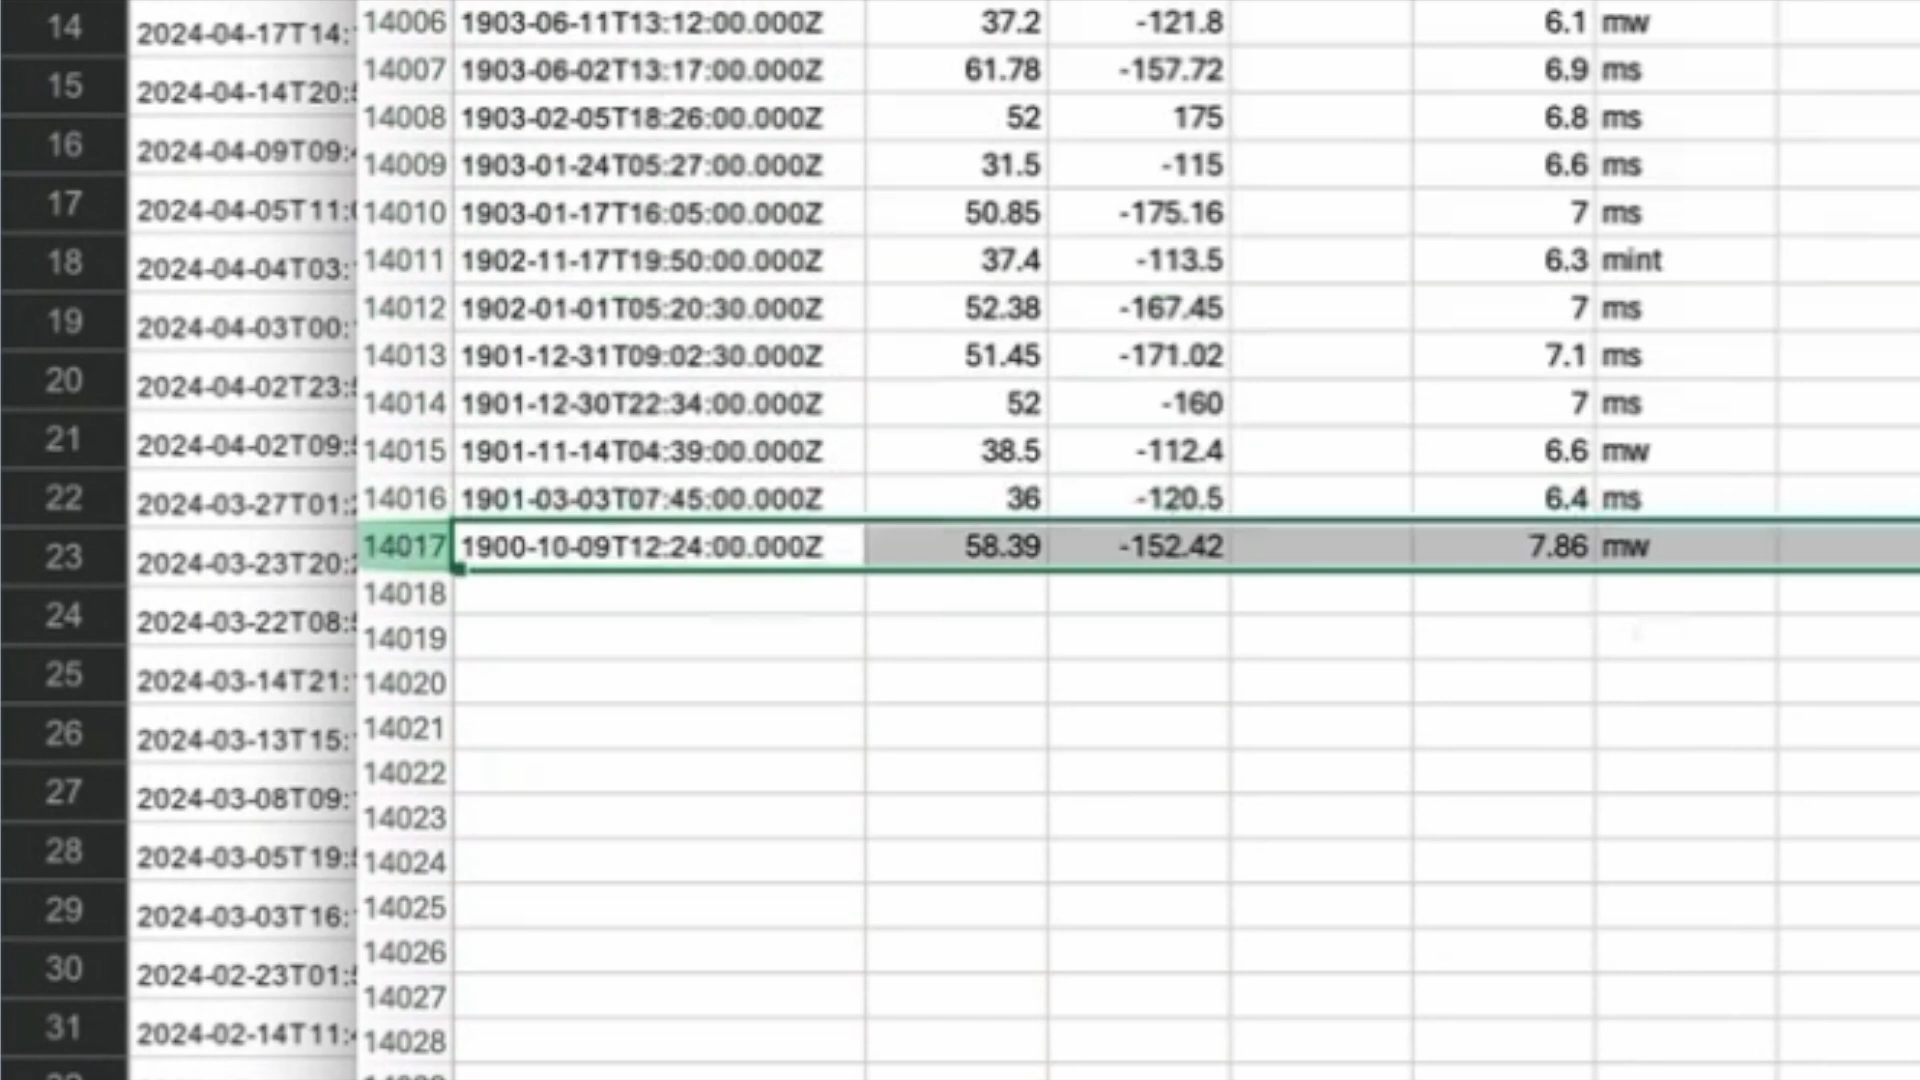 14 2024-04-17T14:
15 2024-04-14T20:
16 2024-04-09T09:
17 2024-04-05T11:
18 2024-04-04T03:
19 2024-04-03T00:
20 2024-04-02T23:
21 2024-04-02T09:
22 2024-03-27T01:
23 2024-03-23T20:
24 2024-03-22T08:
25 2024-03-14T21:
26 2024-03-13T15:
27 2024-03-08T09:
28 2024-03-05T19:
29 2024-03-03T16:
30 2024-02-23T01:
31 2024-02-14T11:
14006 1903-06-11T13:12:00.000Z 37.2 -121.8 6.1 mw
14007 1903-06-02T13:17:00.000Z 61.78 -157.72 6.9 ms
14008 1903-02-05T18:26:00.000Z 52 175 6.8 ms
14009 1903-01-24T05:27:00.000Z 31.5 -115 6.6 ms
14010 1903-01-17T16:05:00.000Z 50.85 -175.16 7 ms
14011 1902-11-17T19:50:00.000Z 37.4 -113.5 6.3 mint
14012 1902-01-01T05:20:30.000Z 52.38 -167.45 7 ms
14013 1901-12-31T09:02:30.000Z 51.45 -171.02 7.1 ms
14014 1901-12-30T22:34:00.000Z 52 -160 7 ms
14015 1901-11-14T04:39:00.000Z 38.5 -112.4 6.6 mw
14016 1901-03-03T07:45:00.000Z 36 -120.5 6.4 ms
14017 1900-10-09T12:24:00.000Z 58.39 -152.42 7.86 mw
14018
14019
14020
14021
14022
14023
14024
14025
14026
14027
14028